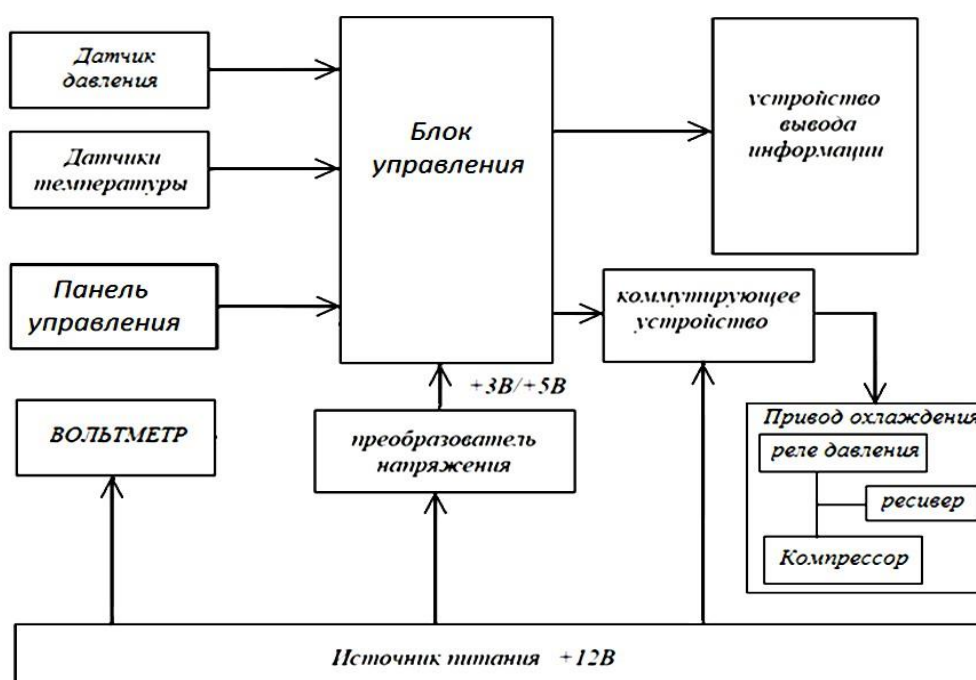 Датчик
давления
Датчики
температуры
Панель
управления
Блок
управления
устройство
вывода
информации
коммутирующее
устройство
+3В/+5В
ВОЛЬТМЕТР
преобразователь
напряжения
Привод охлаждения
реле давления
ресивер
Компрессор
Источник питания +12В